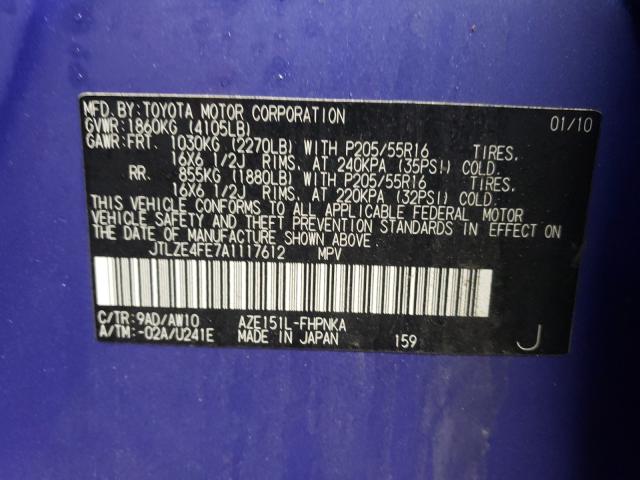 MFD. BY: TOYOTA MOTOR CORPORATION 01/10
GVWR: 1860KG (4105LB)
GAWR: FRT. 1030KG (2270LB) WITH P205/55R16 TIRES.
16X6 1/2J RIMS. AT 240KPA (35PSI) COLD.
RR. 855KG (1880LB) WITH P205/55R16 TIRES.
16X6 1/2J RIMS. AT 220KPA (32PSI) COLD.
THIS VEHICLE CONFORMS TO ALL APPLICABLE FEDERAL MOTOR
VEHICLE SAFETY AND THEFT PREVENTION STANDARDS IN EFFECT ON
THE DATE OF MANUFACTURE SHOWN ABOVE.
JTLZE4FE7A1117612 MPV
C/TR: 9AD/AW10 AZE151L-FHPNKA
A/TM: -02A/U241E MADE IN JAPAN 159 J